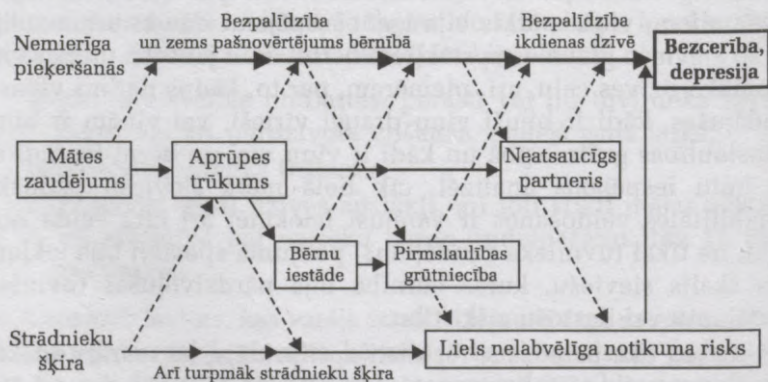 Bezpalīdzība
Bezpalīdzība
Nemierīga
un zems pašnovērtējums bērnībā
ikdienas dzīvē
Bezcerība,
pieķeršanās
depresija
Mātes
Aprūpes
Neatsaucīgs
zaudējums
trūkums
partneris
Bērnu
Pirmslaulības
iestāde
grūtniecība
Strādnieku
Liels nelabvēlīga notikuma risks
šķira
Arī turpmāk strādnieku šķira